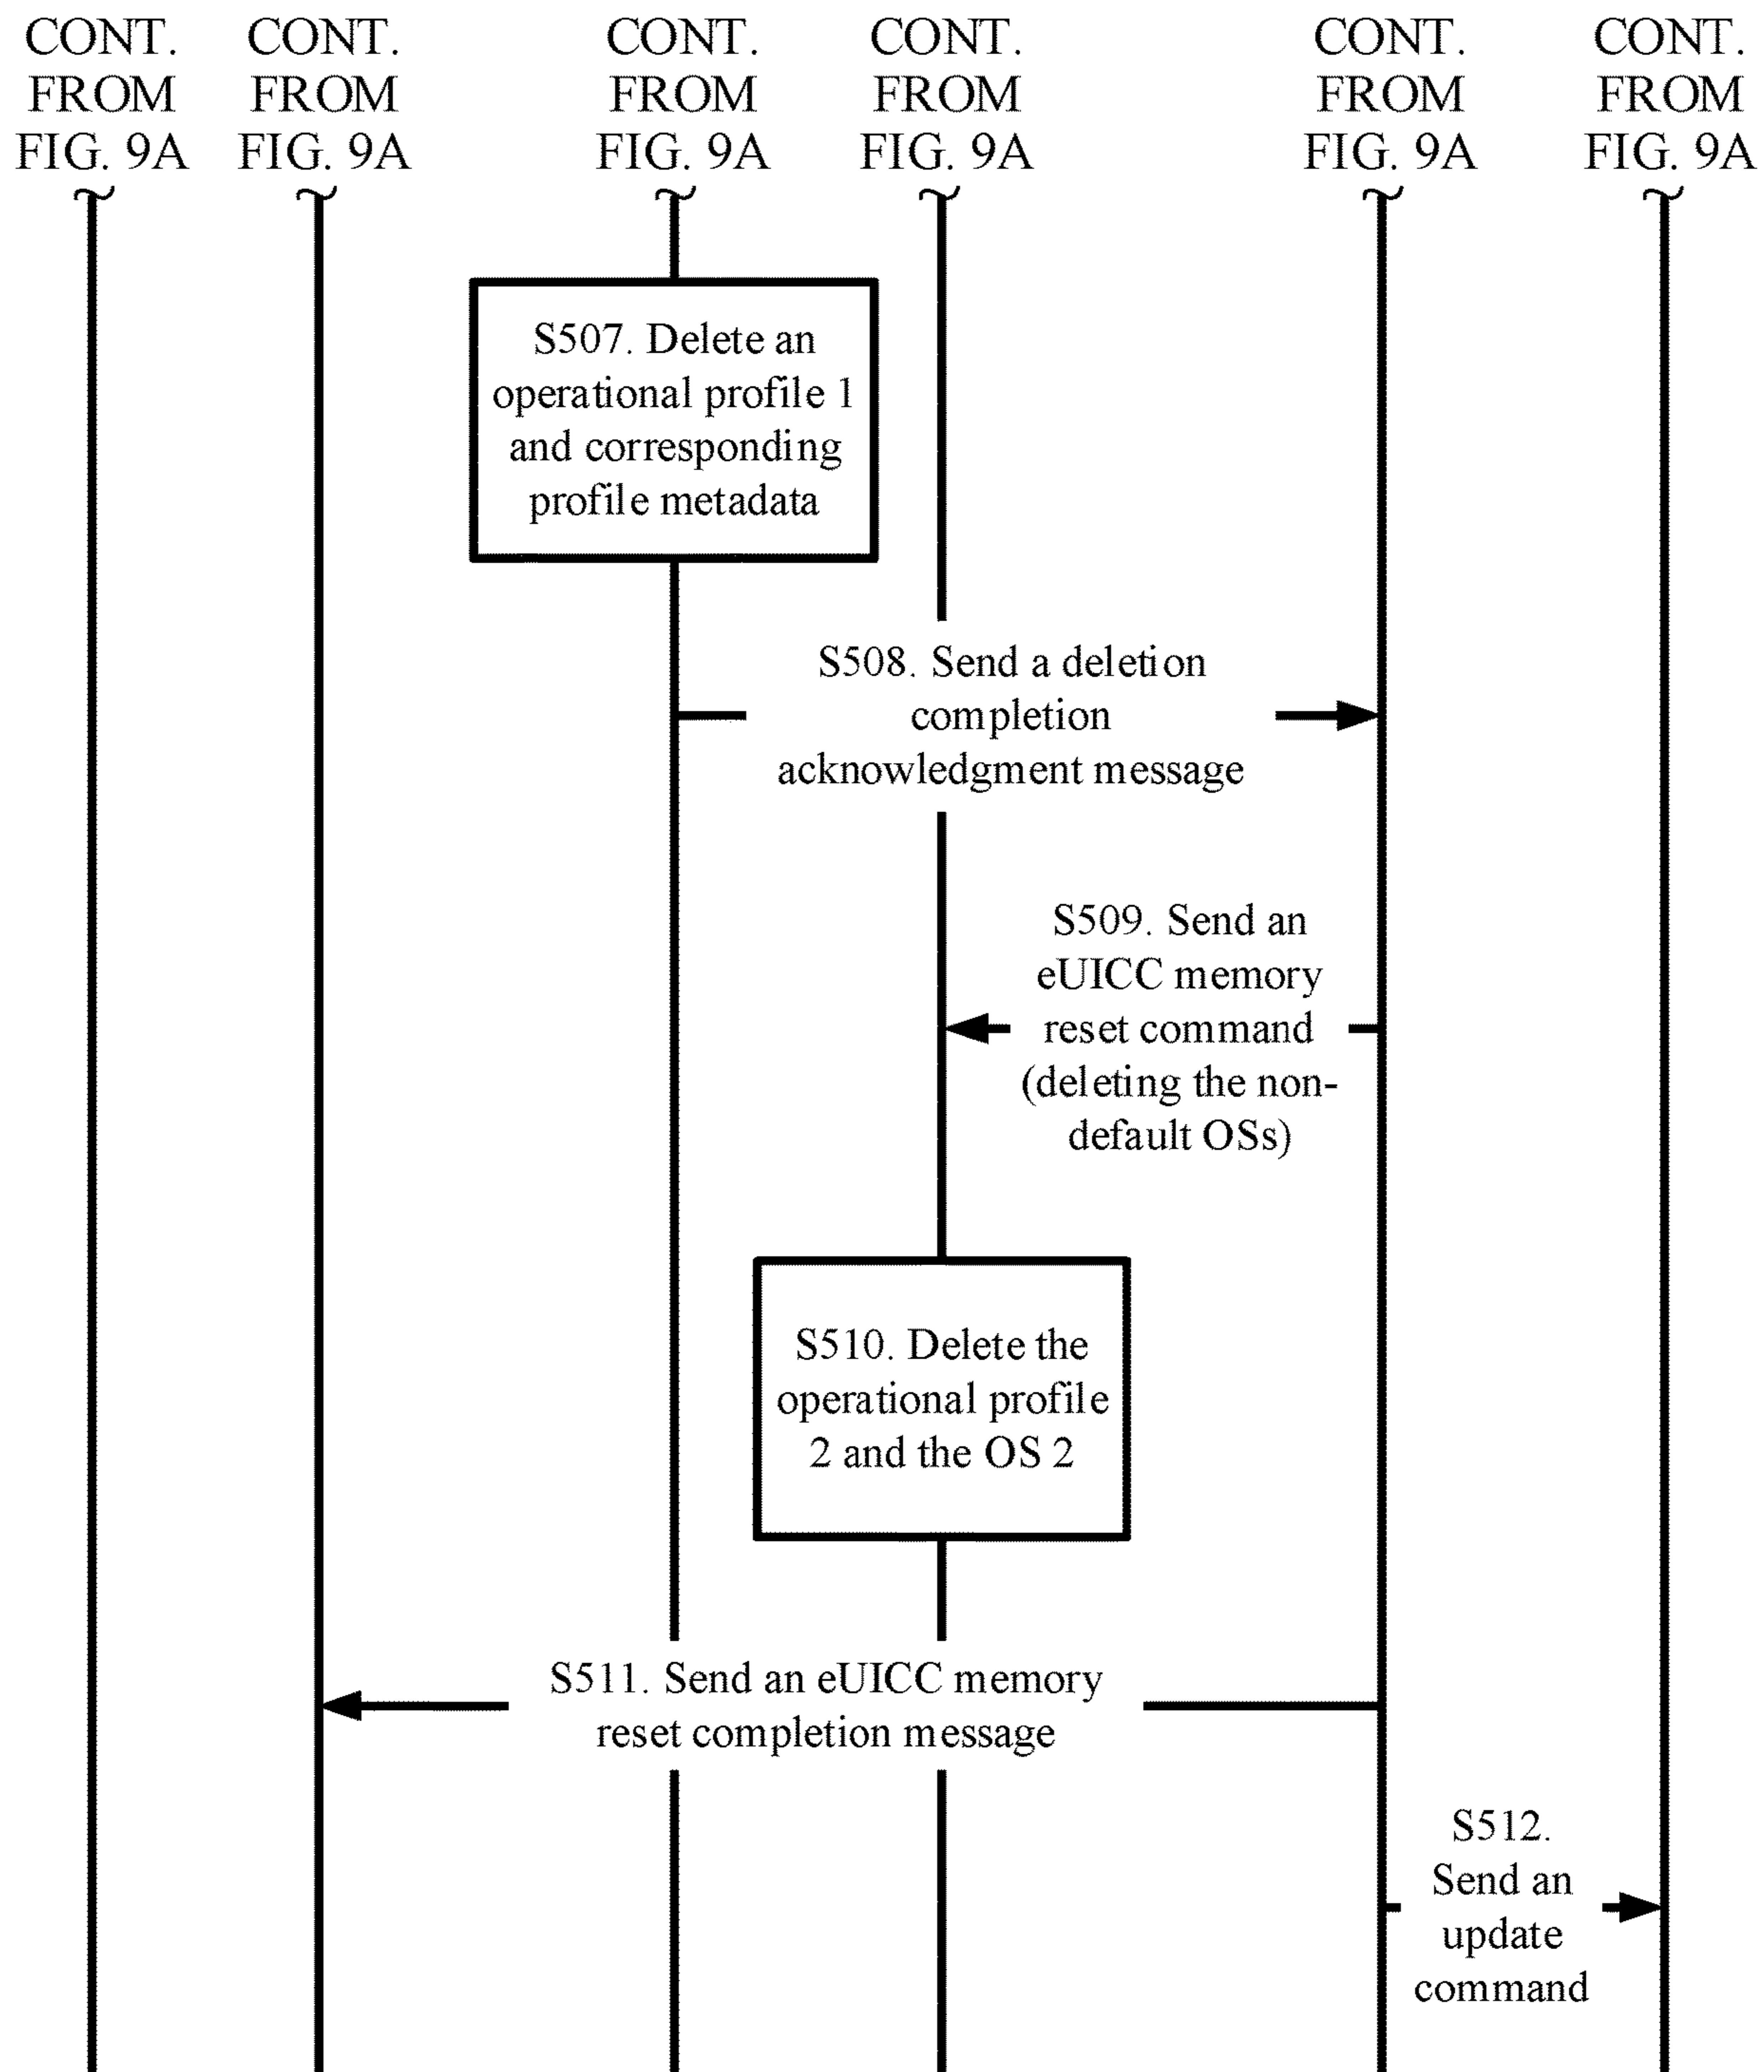 CONT. FROM FIG. 9A
CONT. FROM FIG. 9A
CONT. FROM FIG. 9A
CONT. FROM FIG. 9A
CONT. FROM FIG. 9A
CONT. FROM FIG. 9A
S507. Delete an
operational profile 1
and corresponding
profile metadata
S508. Send a deletion
completion
acknowledgment message
S509. Send an
eUICC memory
reset command
(deleting the non-
default OSs)
S510. Delete the
operational profile
2 and the OS 2
S511. Send an eUICC memory
reset completion message
S512.
Send an
update
command